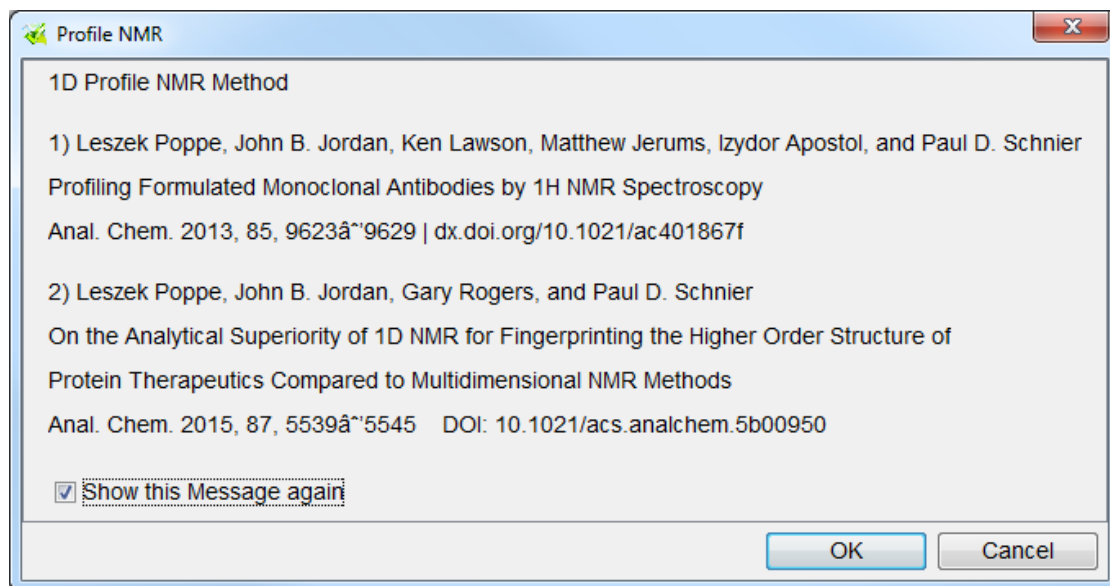 Profile NMR
1D Profile NMR Method
1) Leszek Poppe, John B. Jordan, Ken Lawson, Matthew Jerums, Izydor Apostol, and Paul D. Schnier
Profiling Formulated Monoclonal Antibodies by 1H NMR Spectroscopy
Anal. Chem. 2013, 85, 9623âˆ'9629 | dx.doi.org/10.1021/ac401867f
2) Leszek Poppe, John B. Jordan, Gary Rogers, and Paul D. Schnier
On the Analytical Superiority of 1D NMR for Fingerprinting the Higher Order Structure of
Protein Therapeutics Compared to Multidimensional NMR Methods
Anal. Chem. 2015, 87, 5539âˆ'5545 DOI: 10.1021/acs.analchem.5b00950
Show this Message again
OK Cancel